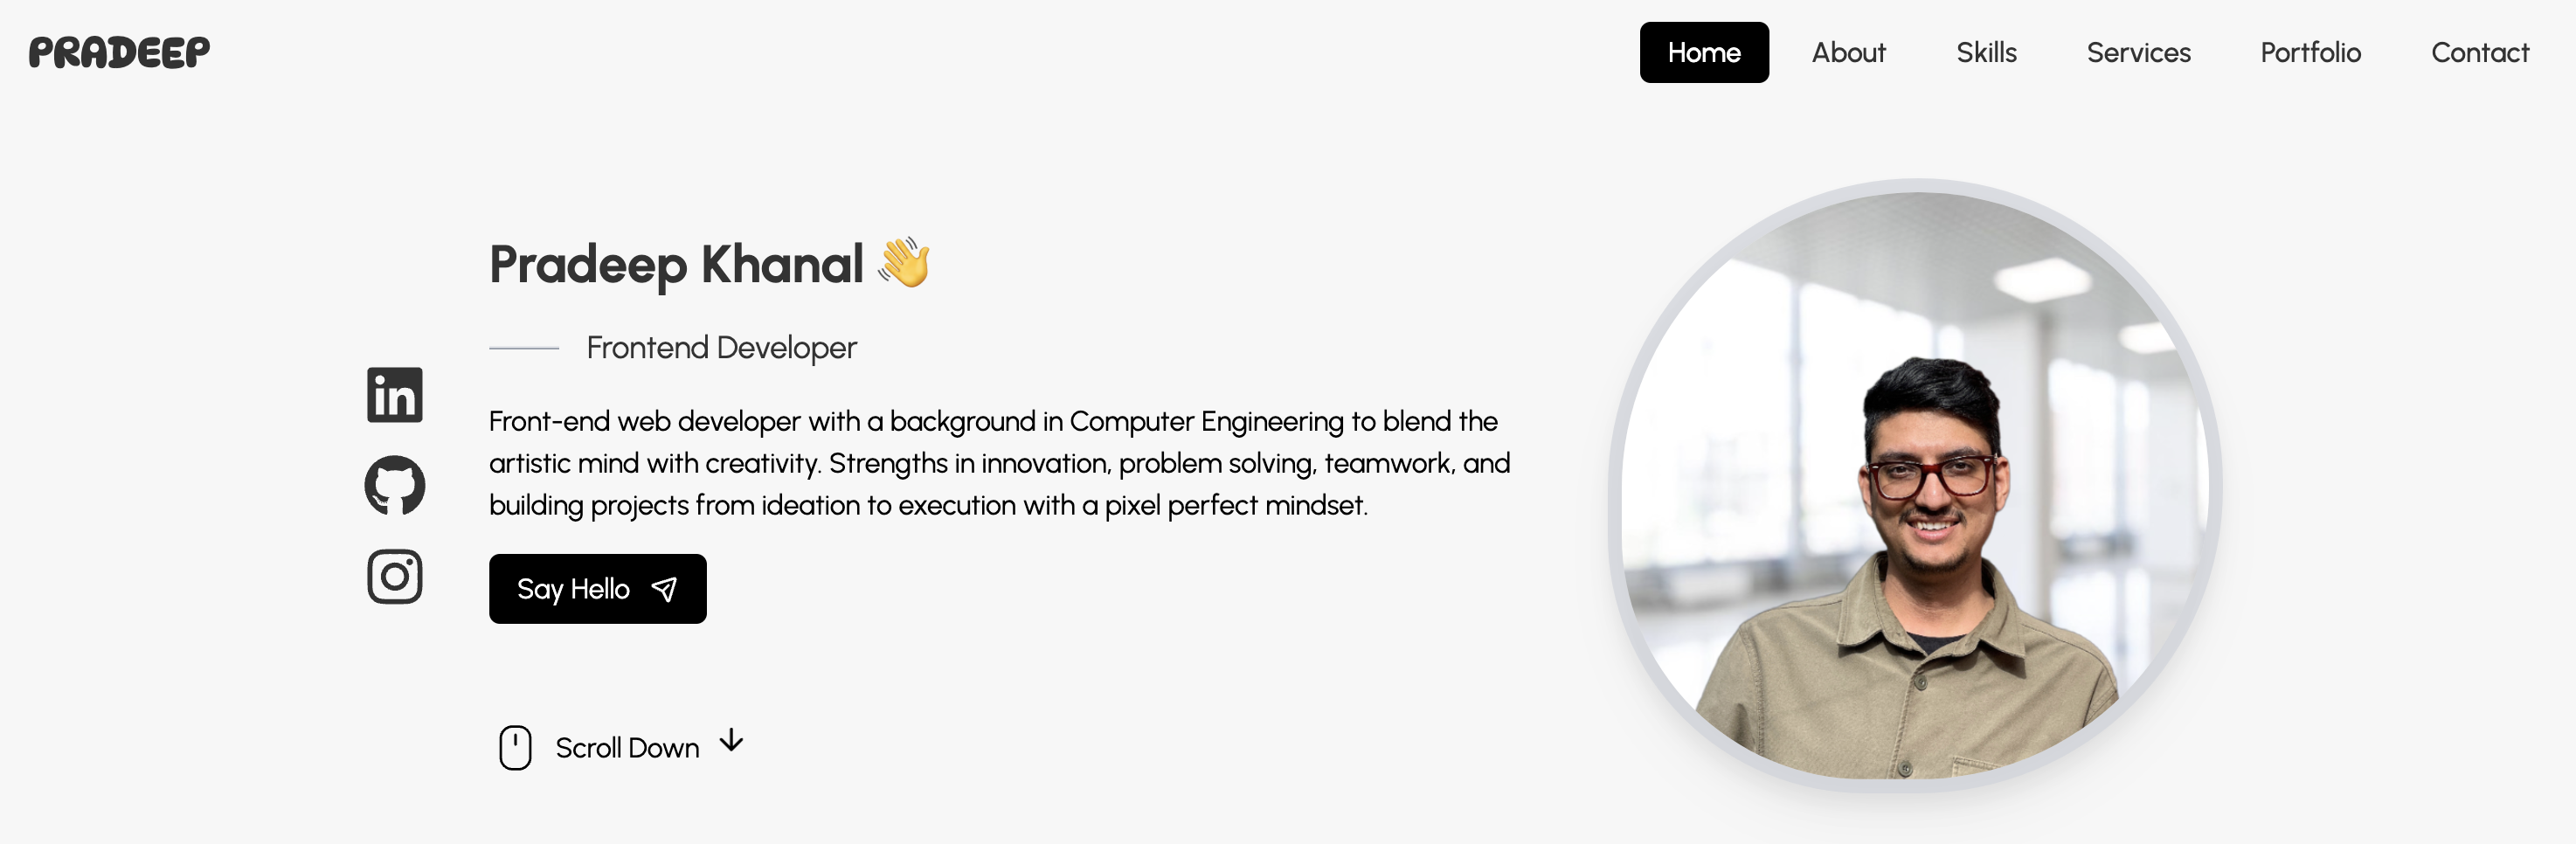 PRADEEP
Home
About
Skills
Services
Portfolio
Contact
Pradeep Khanal 👋
Frontend Developer
in
Front-end web developer with a background in Computer Engineering to blend the
artistic mind with creativity. Strengths in innovation, problem solving, teamwork, and
building projects from ideation to execution with a pixel perfect mindset.
Say Hello
Scroll Down